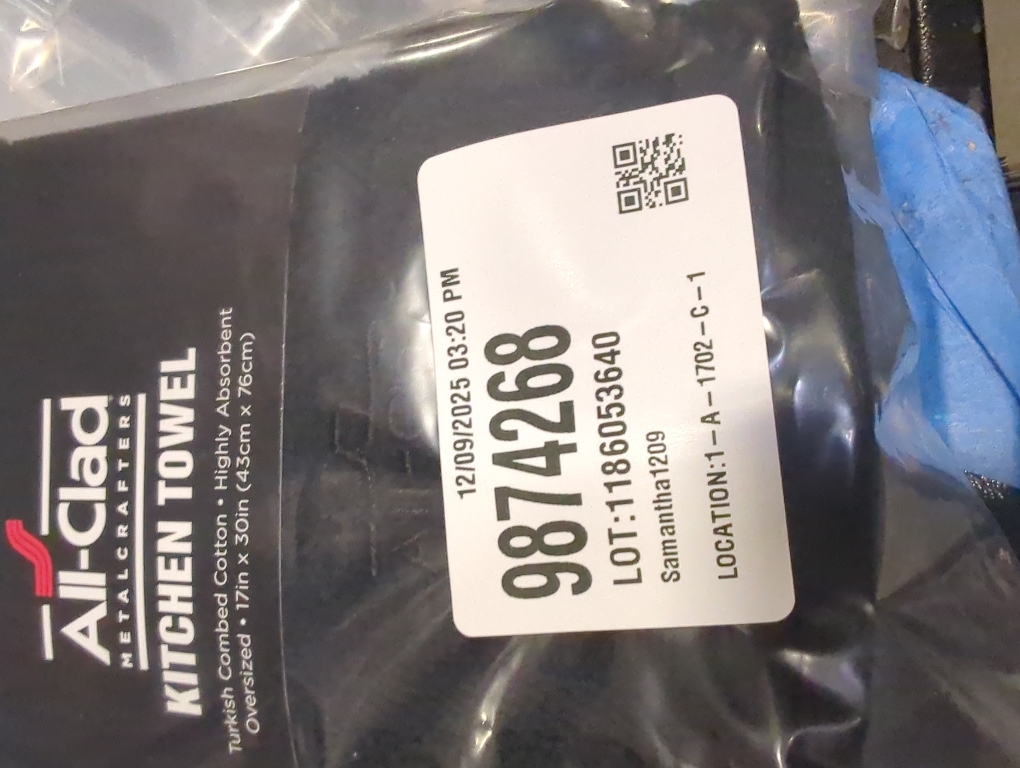 All-Clad
METALCRAFTERS
KITCHEN TOWEL
Turkish Combed Cotton • Highly Absorbent
Oversized • 17in x 30in (43cm x 76cm)
12/09/2025 03:20 PM
9874268
LOT:1186053640
Samantha1209
LOCATION:1-A-1702-C-1